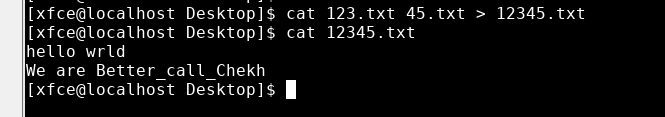 [xfce@localhost Desktop]$ cat 123.txt 45.txt > 12345.txt
[xfce@localhost Desktop]$ cat 12345.txt
hello wrld
We are Better_call_Chekh
[xfce@localhost Desktop]$